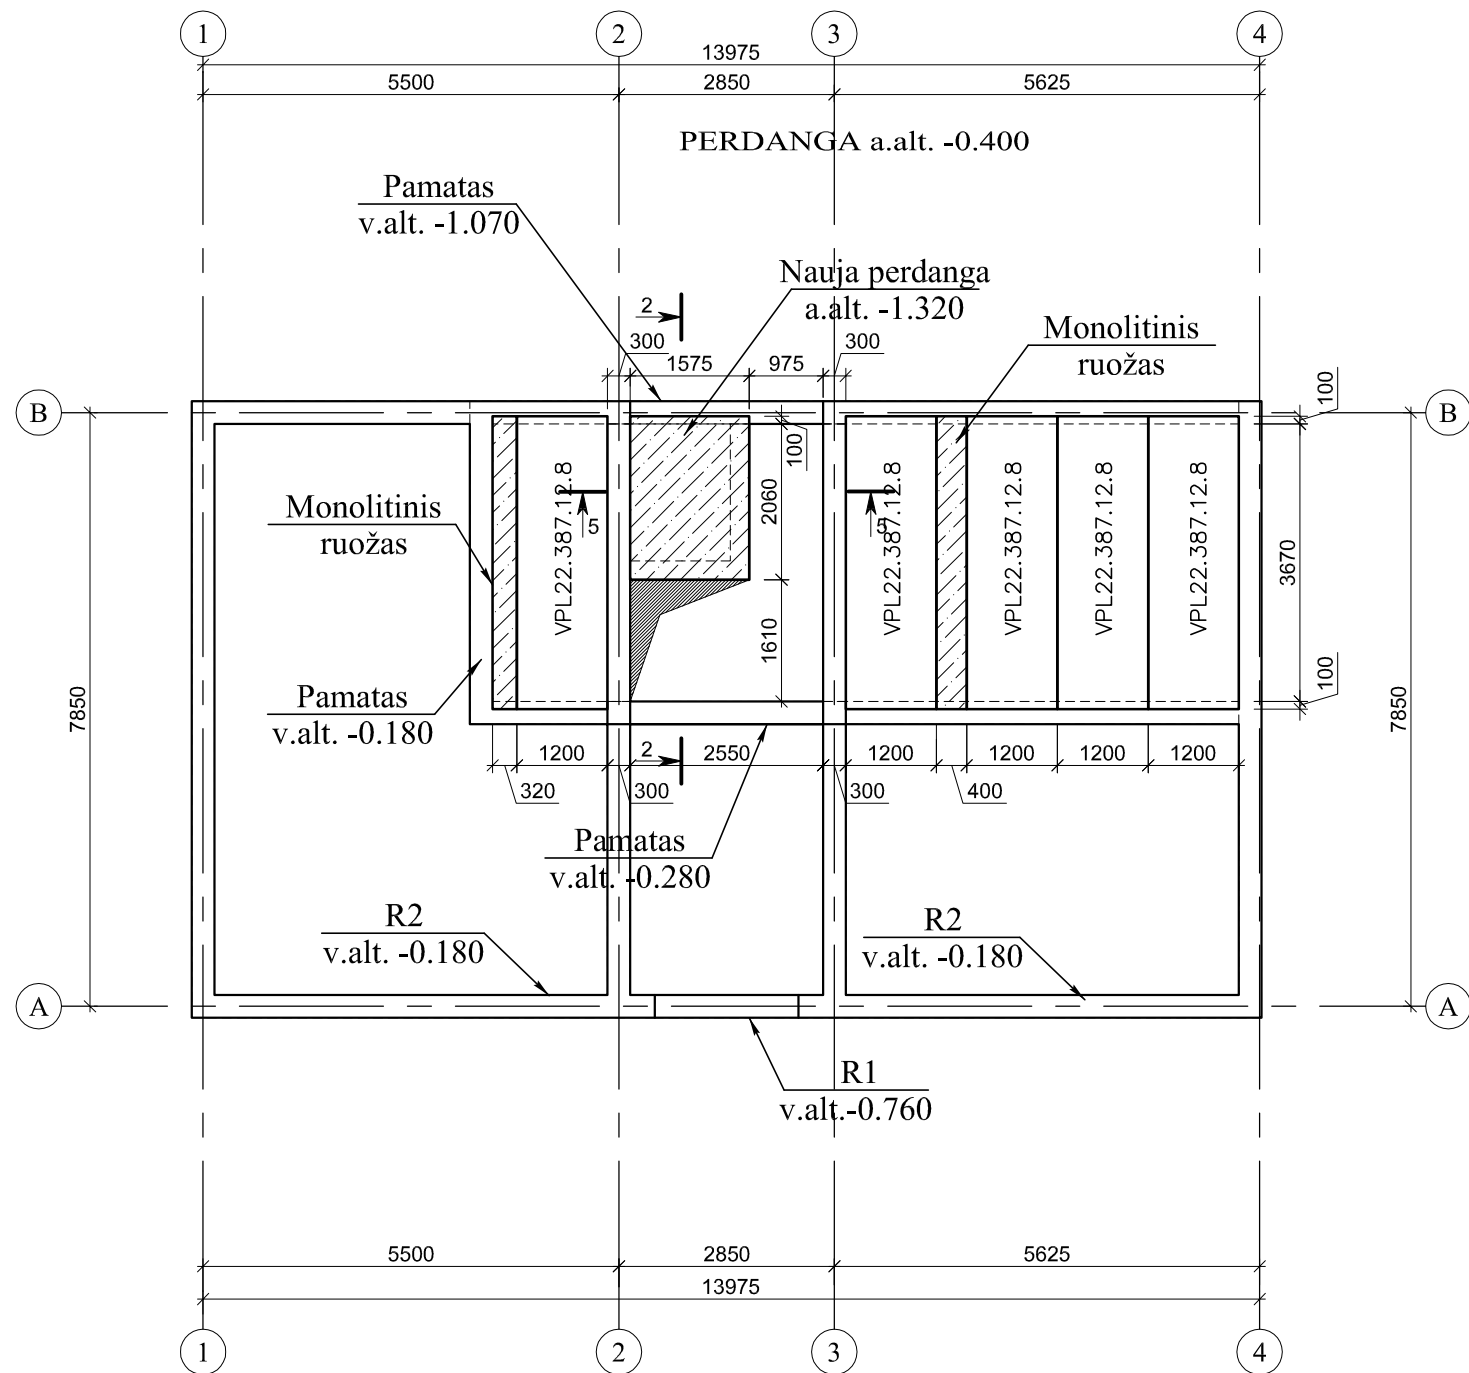 1 2 3 4
13975
5500 2850 5625
PERDANGA a.alt. -0.400
Pamatas
v.alt. -1.070
Nauja perdanga
a.alt. -1.320
2
Monolitinis
ruožas
300 300
1575 975
100
B B
100
VPL22.387.12.8 VPL22.387.12.8 VPL22.387.12.8 VPL22.387.12.8 VPL22.387.12.8
2060
Monolitinis
ruožas
5 5
3670
1610
100
Pamatas
v.alt. -0.180
7850 7850
2
1200 2550 1200 1200 1200 1200
320 300 300 400
Pamatas
v.alt. -0.280
R2
v.alt. -0.180
R2
v.alt. -0.180
A A
R1
v.alt.-0.760
5500 2850 5625
13975
1 2 3 4